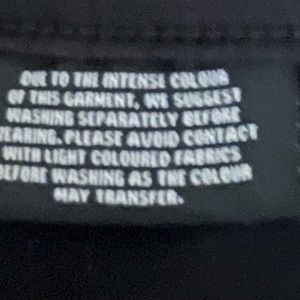 DUE TO THE INTENSE COLOUR
OF THIS GARMENT, WE SUGGEST
WASHING SEPARATELY BEFORE
WEARING. PLEASE AVOID CONTACT
WITH LIGHT COLOURED FABRICS
BEFORE WASHING AS THE COLOUR
MAY TRANSFER.